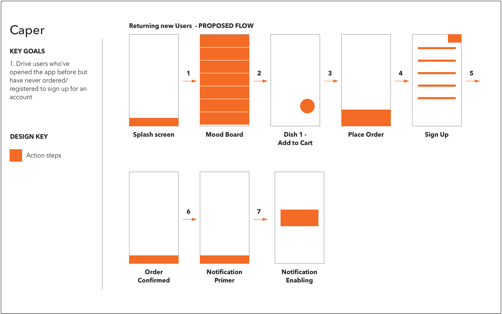 Caper
KEY GOALS
1. Drive users who've
opened the app before but
have never ordered/
registered to sign up for an
account
DESIGN KEY
Action steps
Returning new Users - PROPOSED FLOW
1
2
3
4
5
Splash screen
Mood Board
Dish 1 -
Add to Cart
Place Order
Sign Up
6
7
Order
Confirmed
Notification
Primer
Notification
Enabling